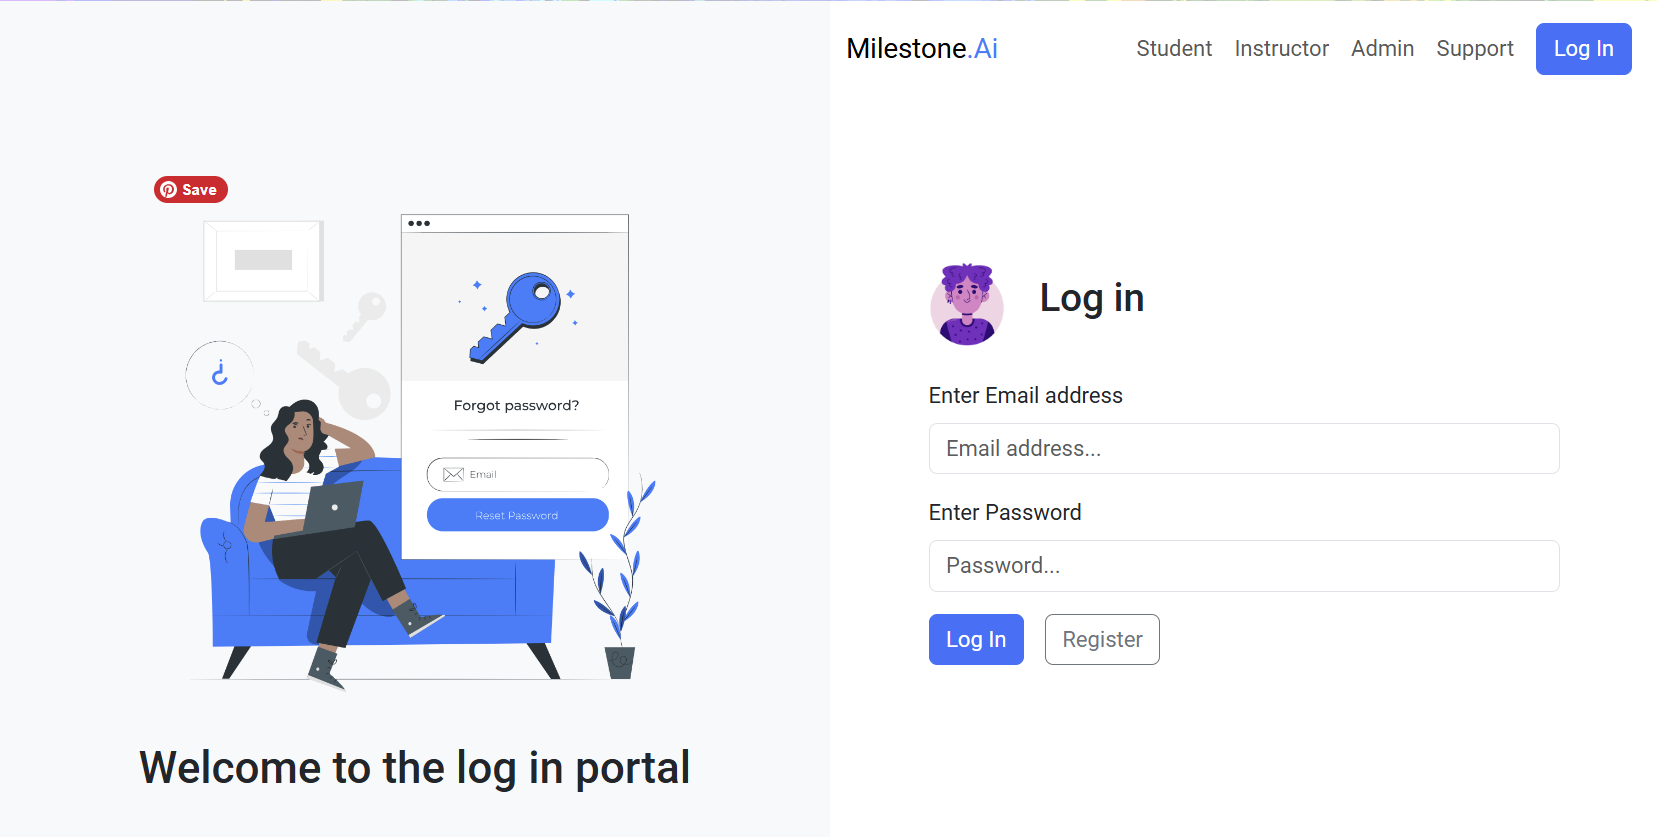 Milestone.Ai Student Instructor Admin Support Log In
Save
¿
Forgot password?
Email
Reset Password
Welcome to the log in portal
Log in
Enter Email address
Email address...
Enter Password
Password...
Log In Register